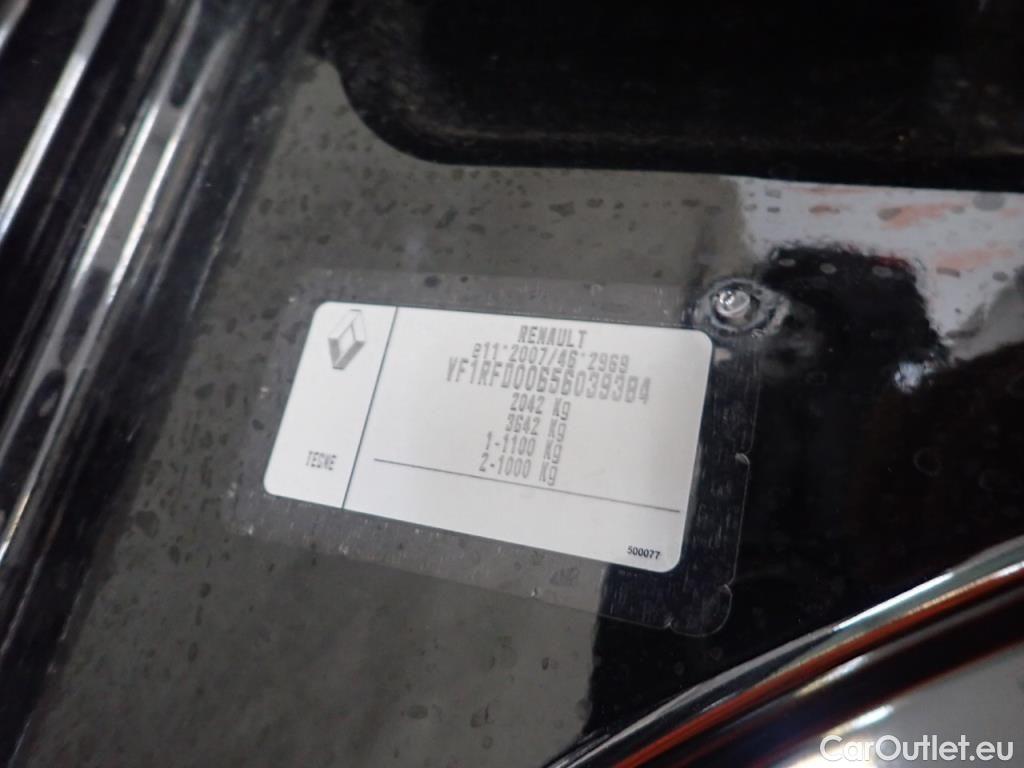 RENAULT
e11*2007/46*2969
VF1RFD00656039384
2042 Kg
3642 Kg
1-1100 Kg
2-1000 Kg
TECNE
500077
CarOutlet.eu